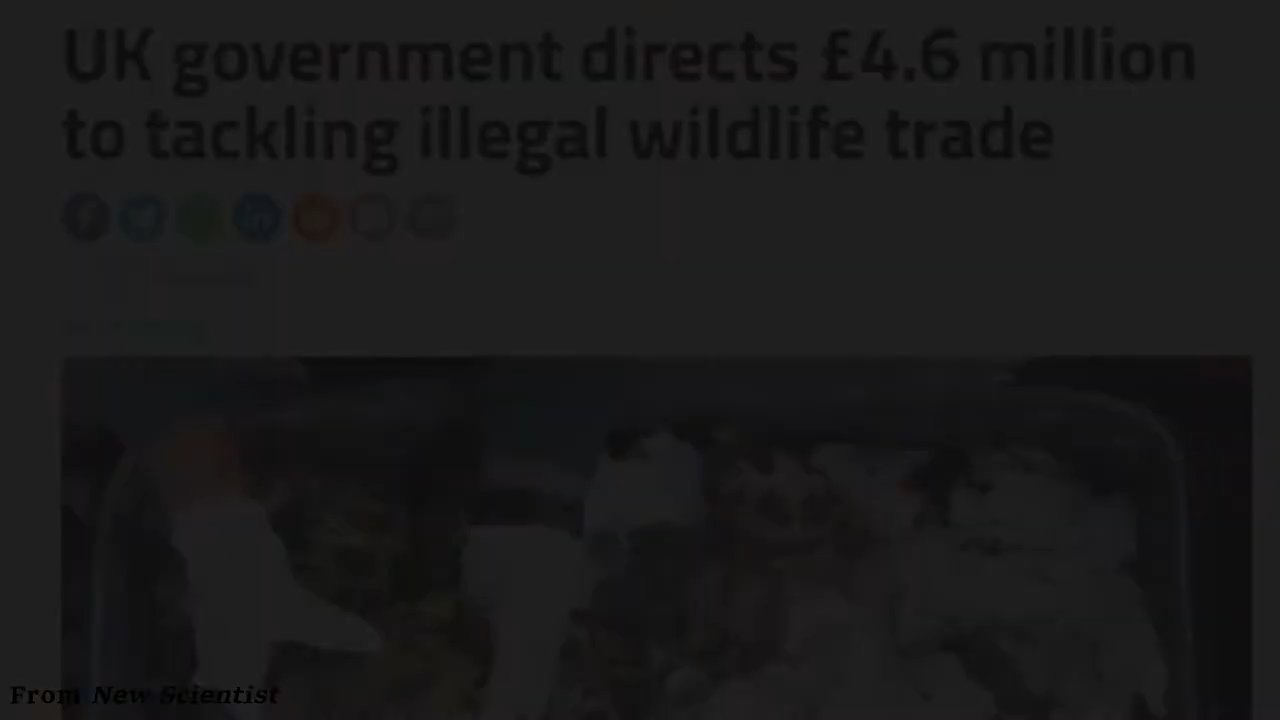 UK government directs £4.6 million
to tackling illegal wildlife trade
From New Scientist